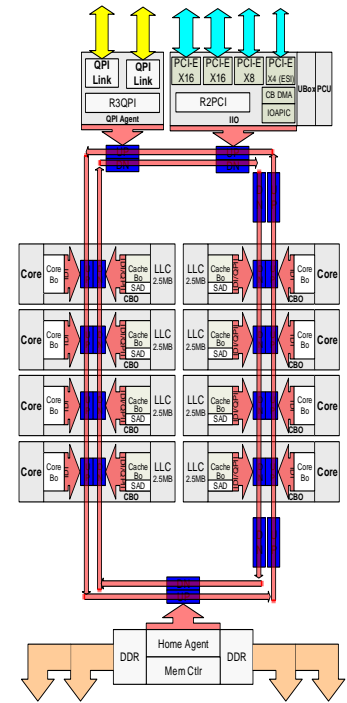 QPI
Link
QPI
Link
R3QPI
QPI Agent
PCI-E
X16
PCI-E
X16
PCI-E
X8
PCI-E
X4 (ESI)
CB DMA
IOAPIC
R2PCI
IIO
UBox
PCU
Core
Core
Bo
Cache
Bo
SAD
CBO
LLC
2.5MB
LLC
2.5MB
Cache
Bo
SAD
CBO
Core
Bo
Core
Core
Core
Bo
Cache
Bo
SAD
CBO
LLC
2.5MB
LLC
2.5MB
Cache
Bo
SAD
CBO
Core
Bo
Core
Core
Core
Bo
Cache
Bo
SAD
CBO
LLC
2.5MB
LLC
2.5MB
Cache
Bo
SAD
CBO
Core
Bo
Core
Core
Core
Bo
Cache
Bo
SAD
CBO
LLC
2.5MB
LLC
2.5MB
Cache
Bo
SAD
CBO
Core
Bo
Core
DDR
Home Agent
Mem Ctlr
DDR